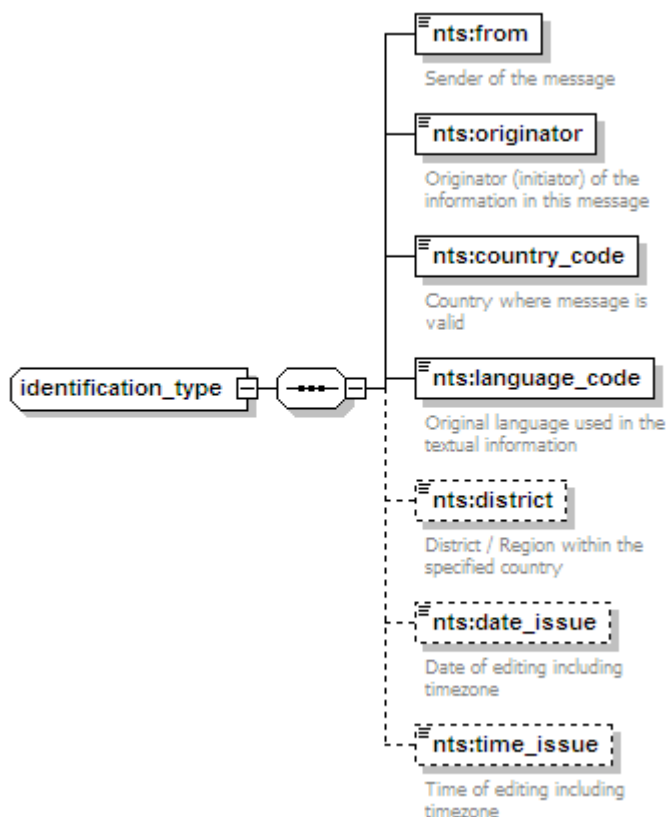 nts:from
Sender of the message
nts:originator
Originator (initiator) of the
information in this message
nts:country_code
Country where message is
valid
identification_type
nts:language_code
Original language used in the
textual information
nts:district
District / Region within the
specified country
nts:date_issue
Date of editing including
timezone
nts:time_issue
Time of editing including
timezone